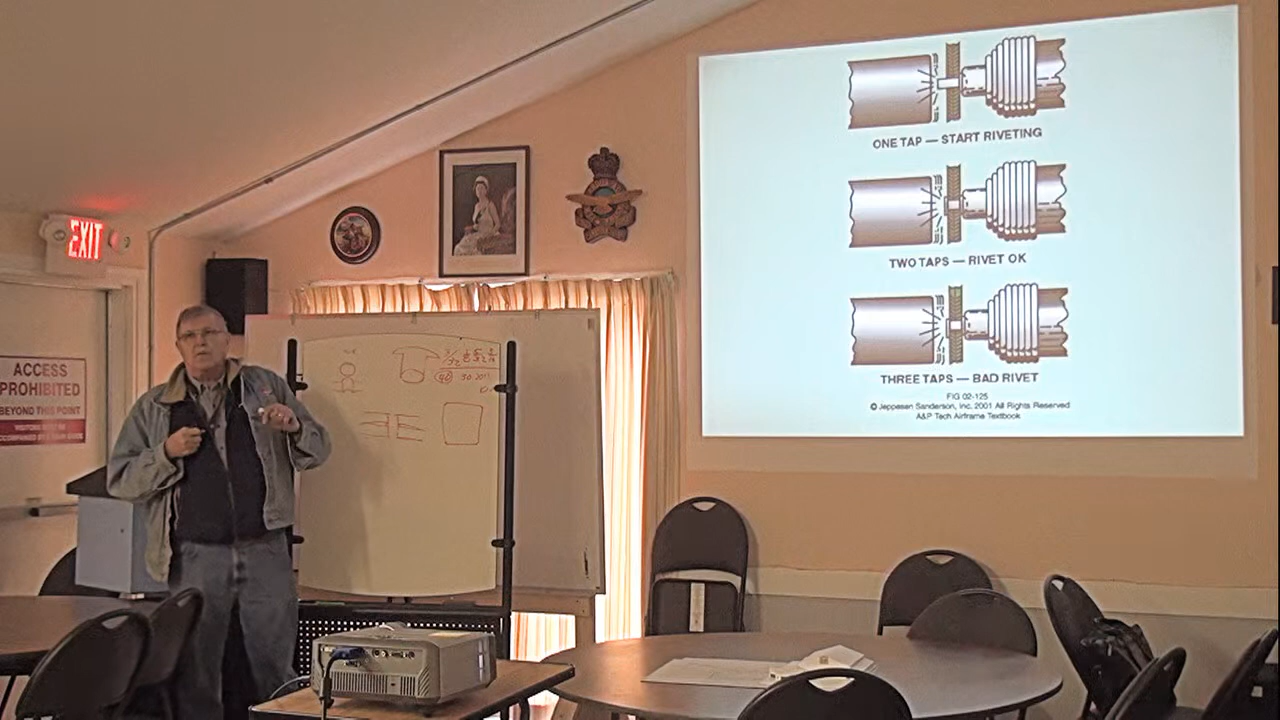 EXIT
ACCESS
PROHIBITED
BEYOND THIS POINT
ONE TAP — START RIVETING
TWO TAPS — RIVET OK
THREE TAPS — BAD RIVET
FIG 02-125
© Jeppesen Sanderson, Inc. 2001 All Rights Reserved
A&P Tech Airframe Textbook